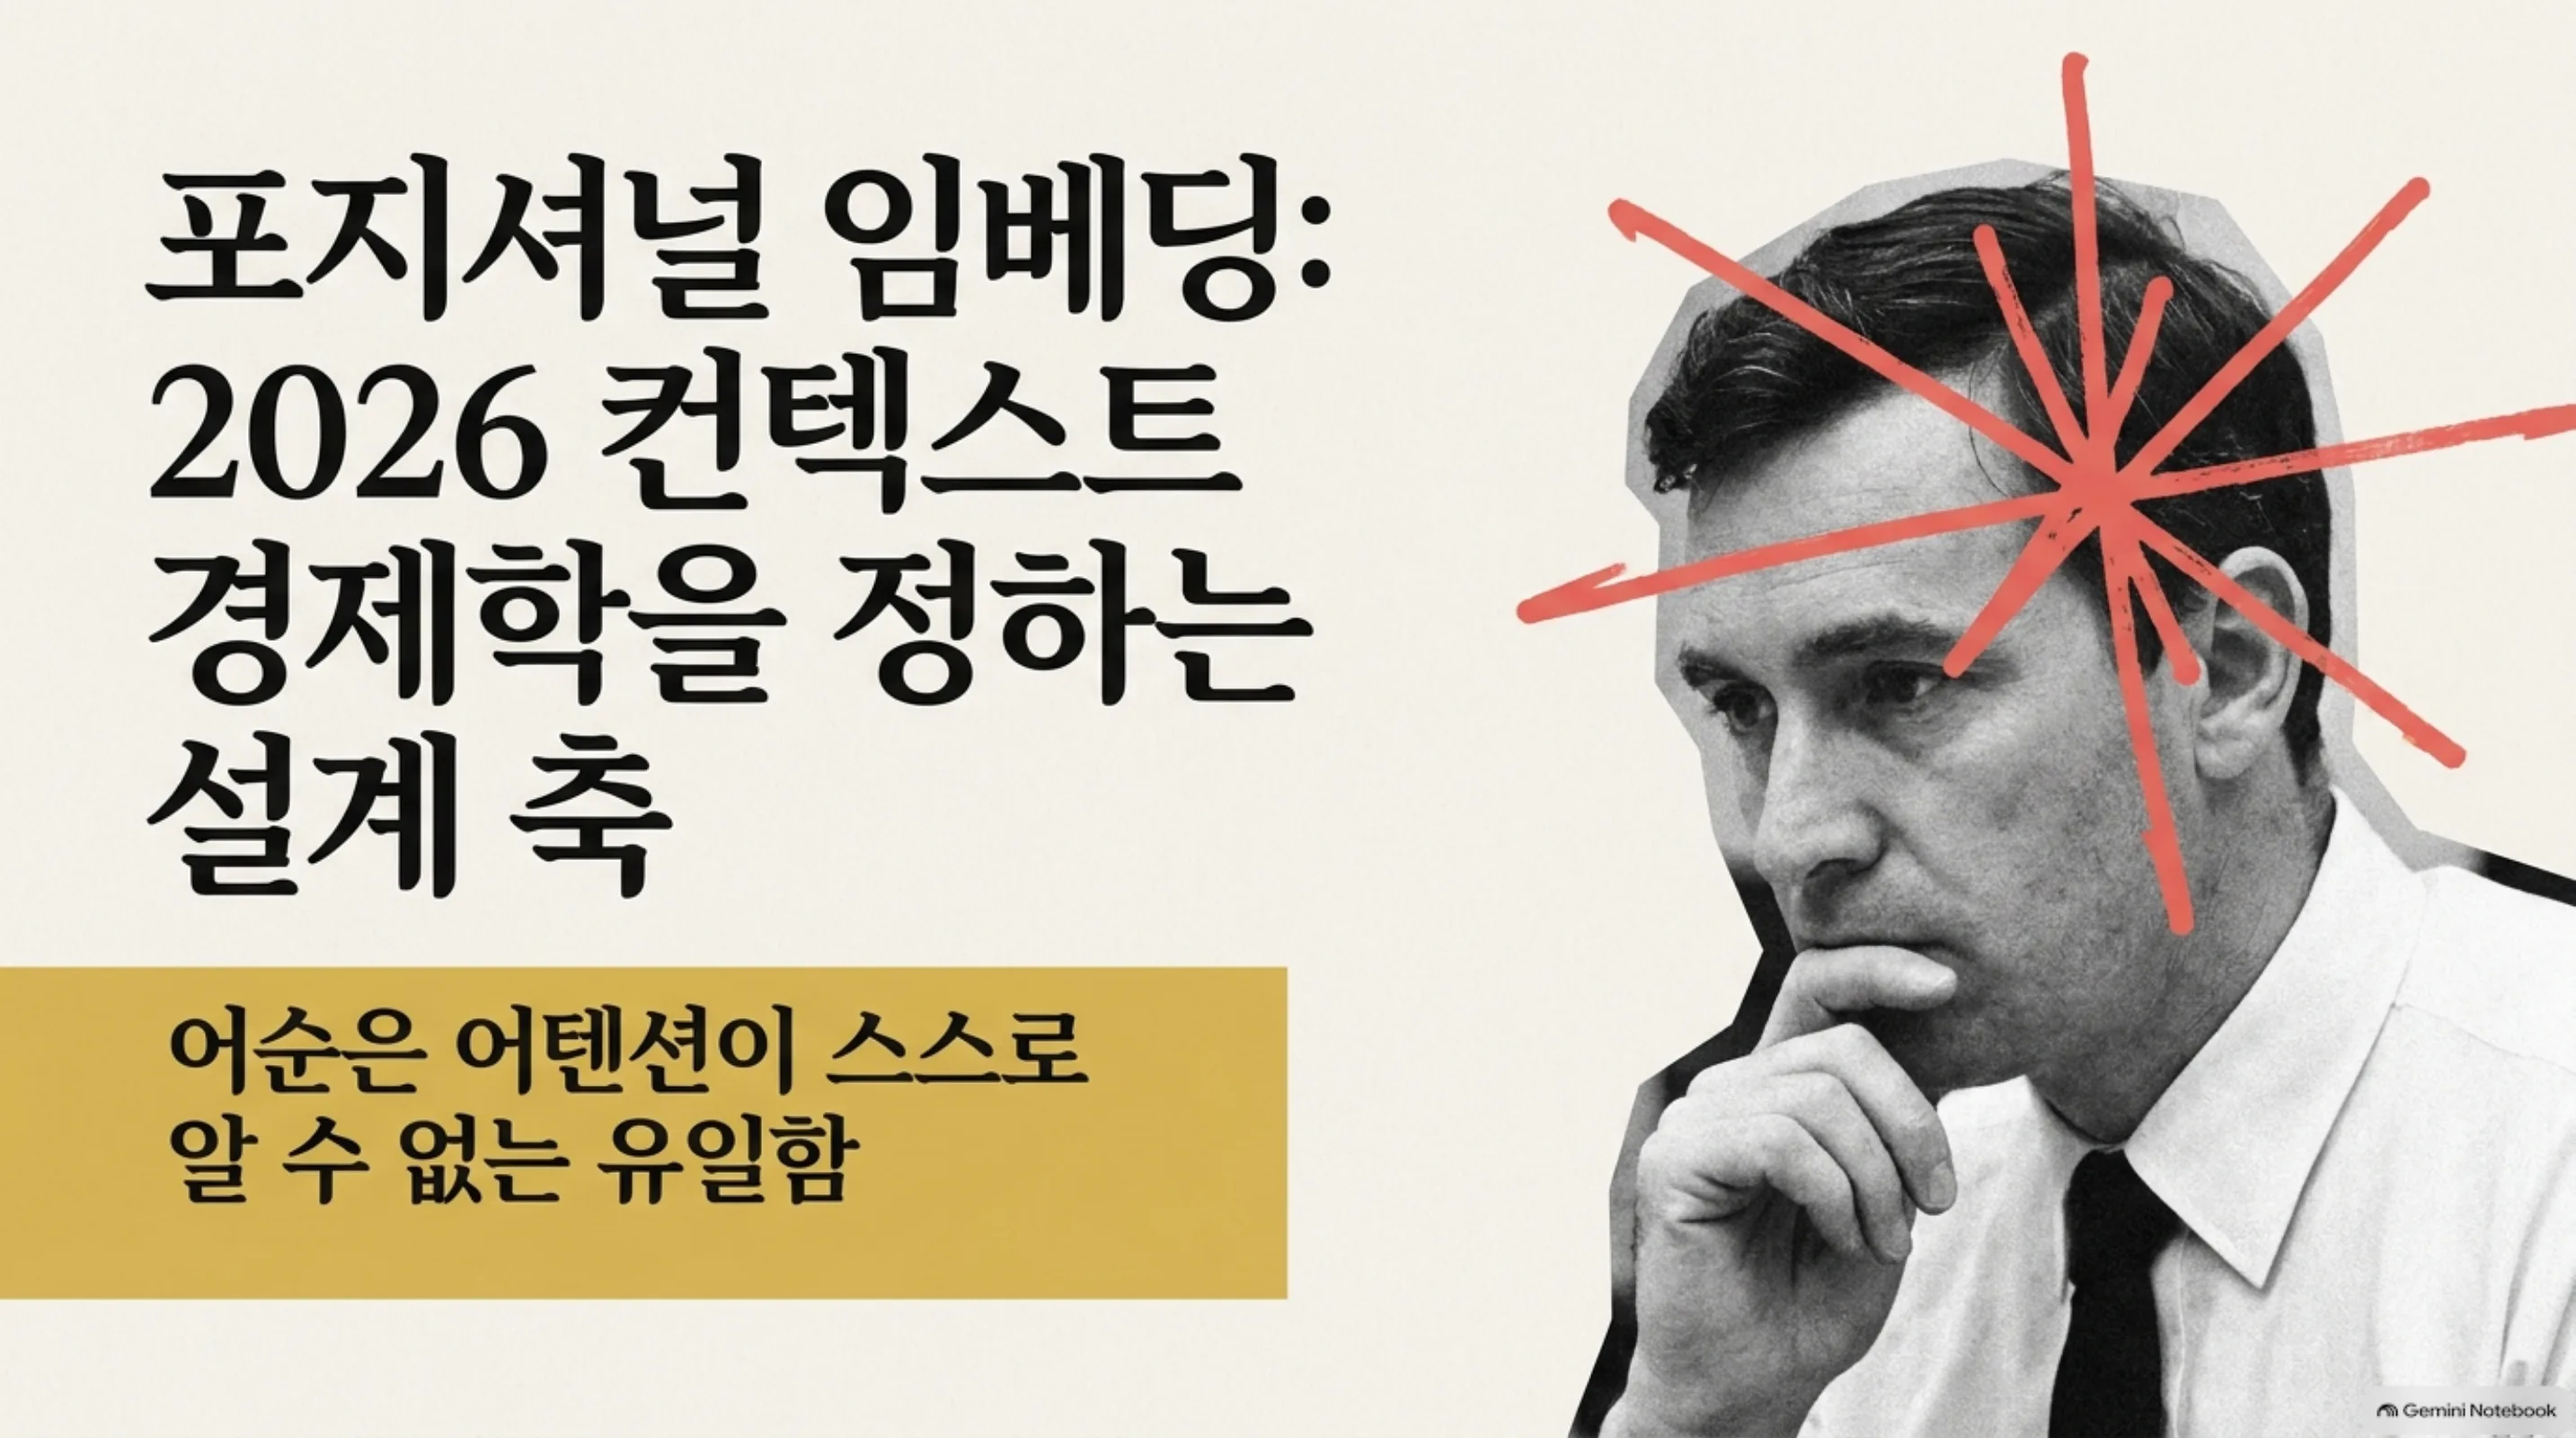 포지셔널 임베딩:
2026 컨텍스트
경제학을 정하는
설계 축
어순은 어텐션이 스스로
알 수 없는 유일함
Gemini Notebook